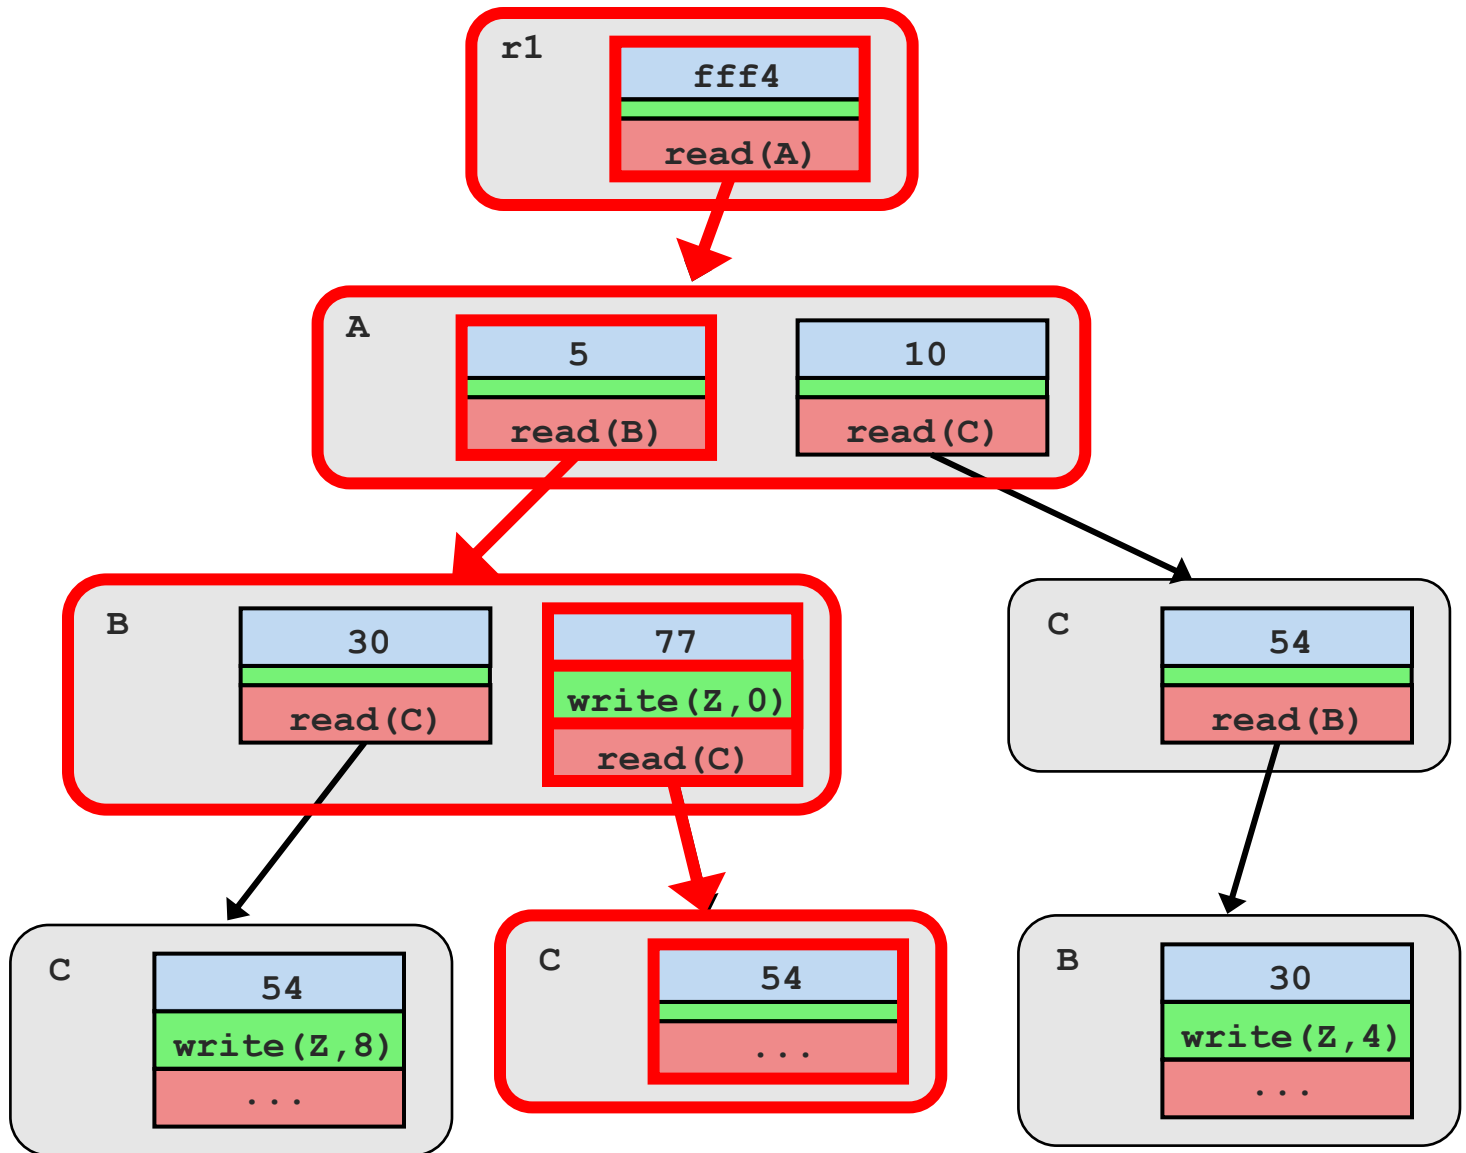 r1
fff4
read(A)
A
5
10
read(B)
read(C)
B
30
77
C
54
write(Z,0)
read(C)
read(B)
read(C)
C
54
write(Z,8)
...
C
54
...
B
30
write(Z,4)
...